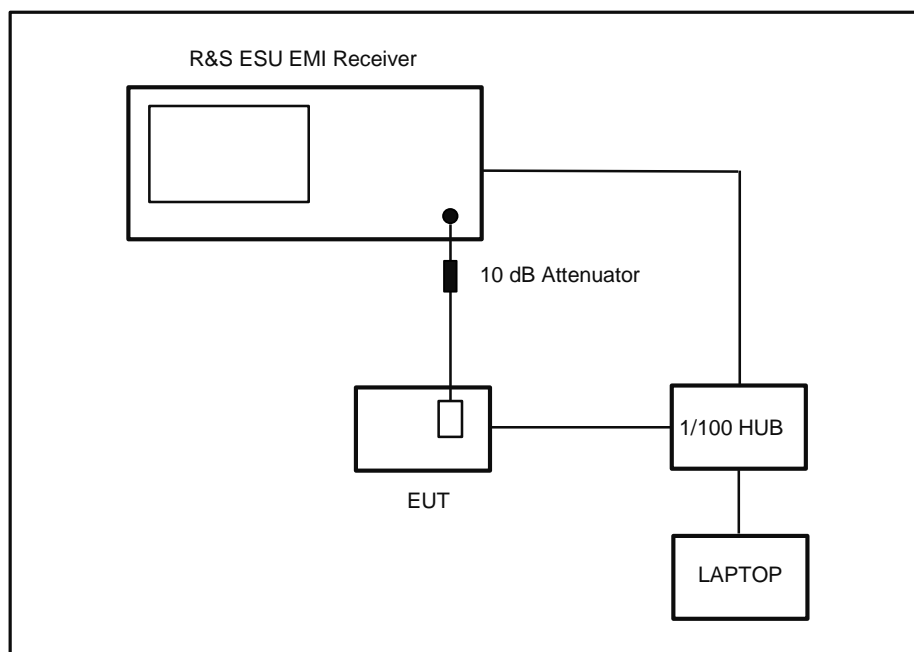 R&S ESU EMI Receiver
10 dB Attenuator
1/100 HUB
EUT
LAPTOP